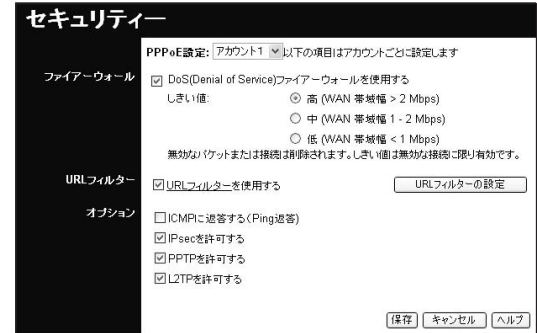 セキュリティー
PPPoE設定: アカウント1 以下の項目はアカウントごとに設定します
ファイアーウォール
DoS(Denial of Service)ファイアーウォールを使用する
しきい値: 高 (WAN 帯域幅 > 2 Mbps)
中 (WAN 帯域幅 1 - 2 Mbps)
低 (WAN 帯域幅 < 1 Mbps)
無効なパケットまたは接続は削除されます。しきい値は無効な接続に限り有効です。
URLフィルター
URLフィルターを使用する URLフィルターの設定
オプション
ICMPに返答する(Ping返答)
IPsecを許可する
PPTPを許可する
L2TPを許可する
保存 キャンセル ヘルプ